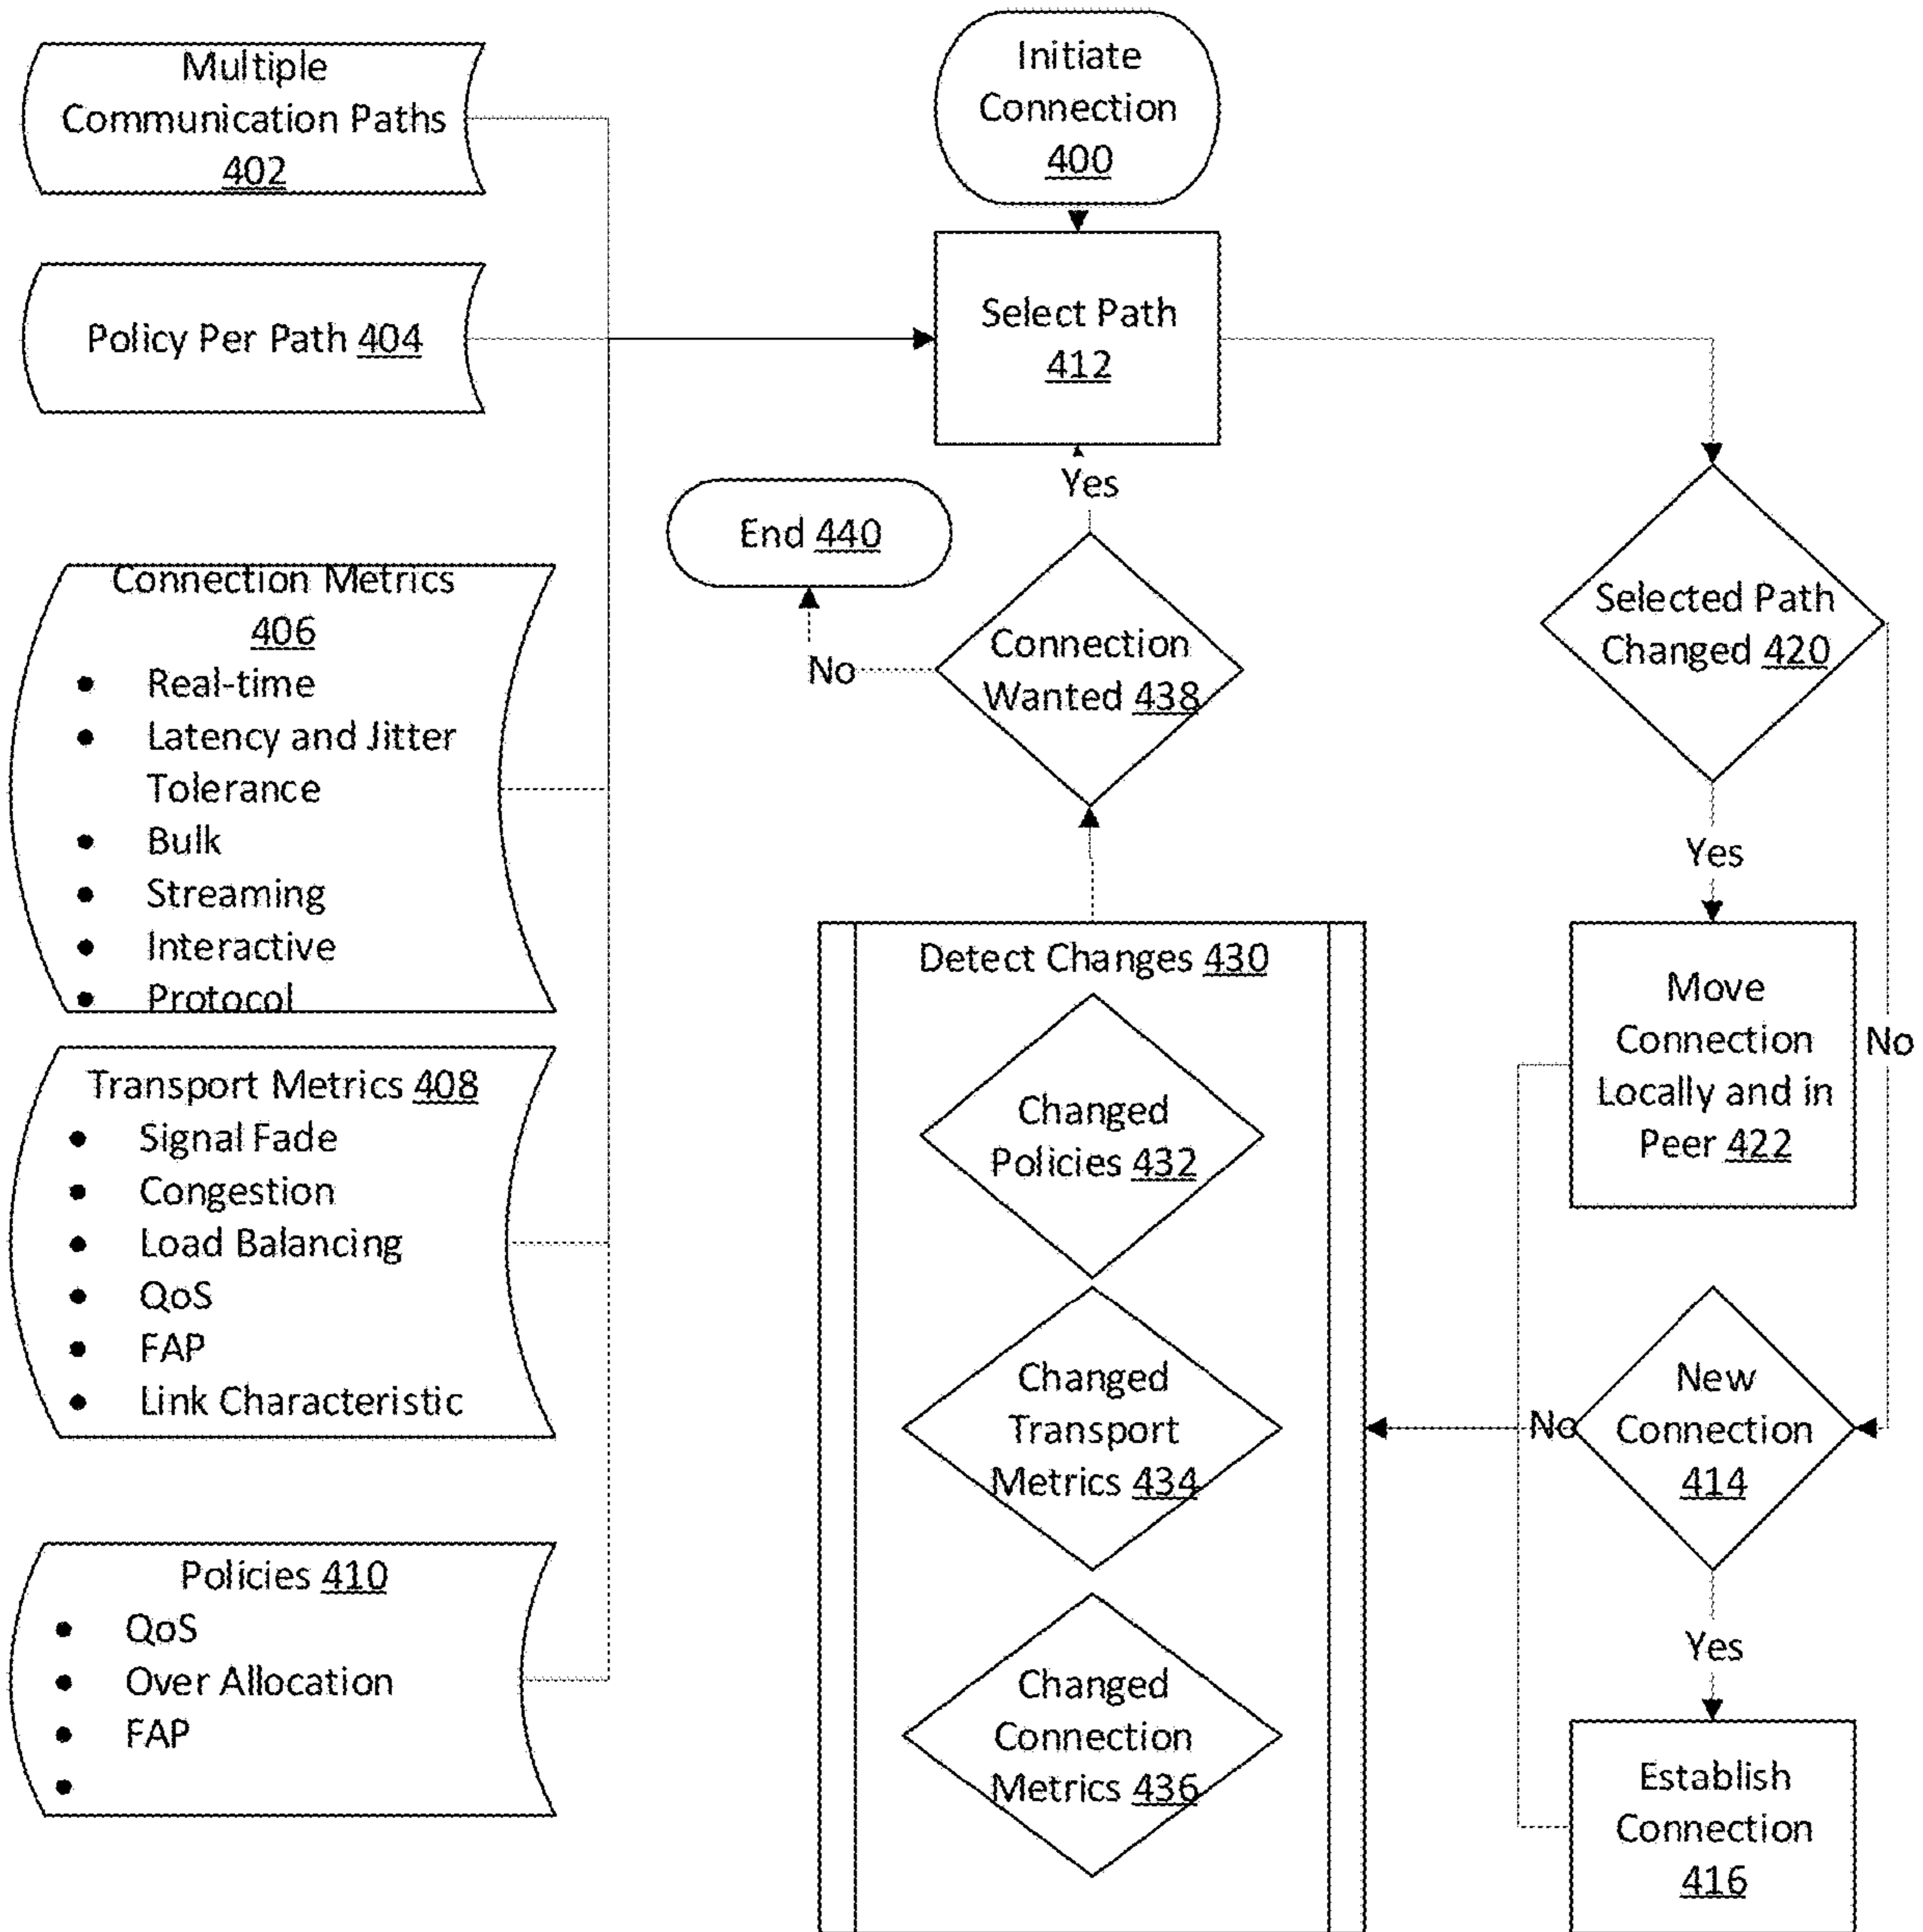 Multiple
Communication Paths
402
Initiate
Connection
400
Policy Per Path 404
Select Path
412
Yes
End 440
Connection
Wanted 438
No
Selected Path
Changed 420
Yes
No
Connection Metrics
406
• Real-time
• Latency and Jitter
Tolerance
• Bulk
• Streaming
• Interactive
• Protocol
Detect Changes 430
Changed
Policies 432
Changed
Transport
Metrics 434
Changed
Connection
Metrics 436
Move
Connection
Locally and in
Peer 422
Transport Metrics 408
• Signal Fade
• Congestion
• Load Balancing
• QoS
• FAP
• Link Characteristic
No
New
Connection
414
Yes
Policies 410
• QoS
• Over Allocation
• FAP
•
Establish
Connection
416